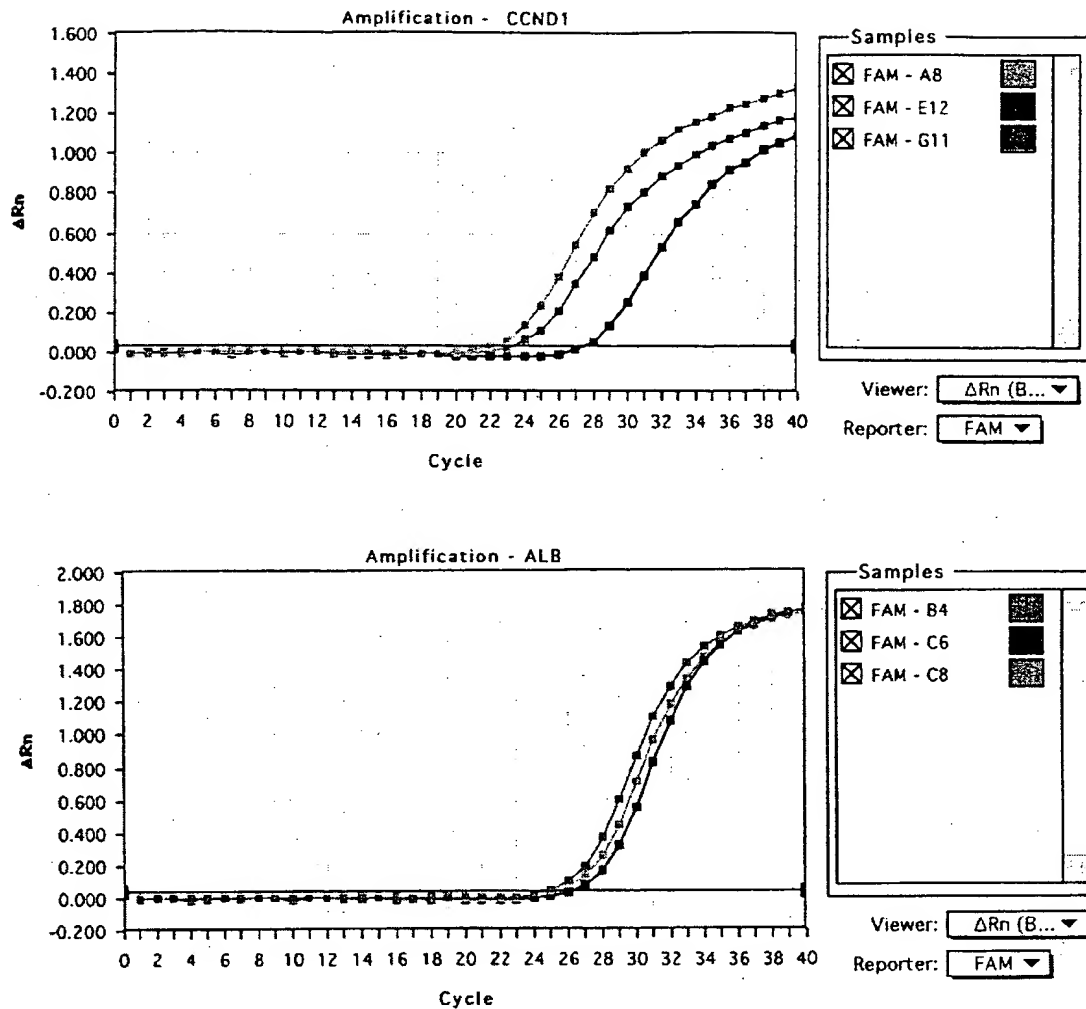 Amplification - CCND1
1.600
1.400
1.200
1.000
0.800
0.600
0.400
0.200
0.000
-0.200
ΔRn
0 2 4 6 8 10 12 14 16 18 20 22 24 26 28 30 32 34 36 38 40
Cycle
Samples
FAM - A8
FAM - E12
FAM - G11
Viewer: ΔRn (B...
Reporter: FAM
Amplification - ALB
2.000
1.800
1.600
1.400
1.200
1.000
0.800
0.600
0.400
0.200
0.000
-0.200
ΔRn
0 2 4 6 8 10 12 14 16 18 20 22 24 26 28 30 32 34 36 38 40
Cycle
Samples
FAM - B4
FAM - C6
FAM - C8
Viewer: ΔRn (B...
Reporter: FAM